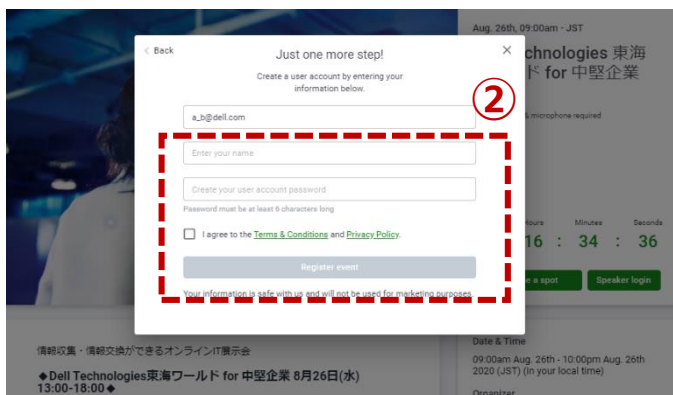 Aug. 26th, 09:00am - JST
< Back
Just one more step!
×
Create a user account by entering your
information below.
chnologies 東海
ド for 中堅企業
②
a_b@dell.com
& microphone required
Enter your name
Create your user account password
Password must be at least 6 characters long
I agree to the Terms & Conditions and Privacy Policy.
Hours Minutes Seconds
16 : 34 : 36
Register event
e a spot
Speaker login
Your information is safe with us and will not be used for marketing purposes.
情報収集・情報交換ができるオンラインIT展示会
◆Dell Technologies東海ワールド for 中堅企業 8月26日(水)
13:00-18:00◆
Date & Time
09:00am Aug. 26th - 10:00pm Aug. 26th
2020 (JST) (in your local time)
Organizer